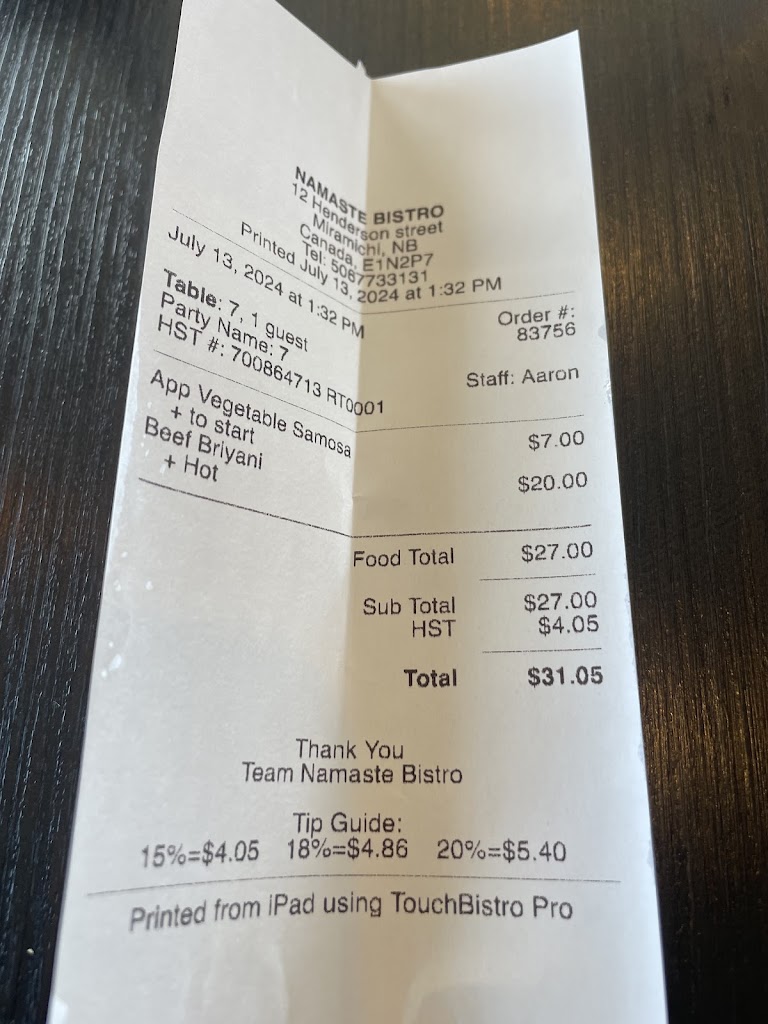 NAMASTE BISTRO
12 Henderson street
Miramichi, NB
Canada, E1N2P7
Tel: 5067733131
Printed July 13, 2024 at 1:32 PM
July 13, 2024 at 1:32 PM
Order #:
83756
Table: 7, 1 guest
Party Name: 7
HST #: 700864713 RT0001
Staff: Aaron
App Vegetable Samosa $7.00
+ to start
Beef Briyani $20.00
+ Hot
Food Total $27.00
Sub Total $27.00
HST $4.05
Total $31.05
Thank You
Team Namaste Bistro
Tip Guide:
15%=$4.05 18%=$4.86 20%=$5.40
Printed from iPad using TouchBistro Pro